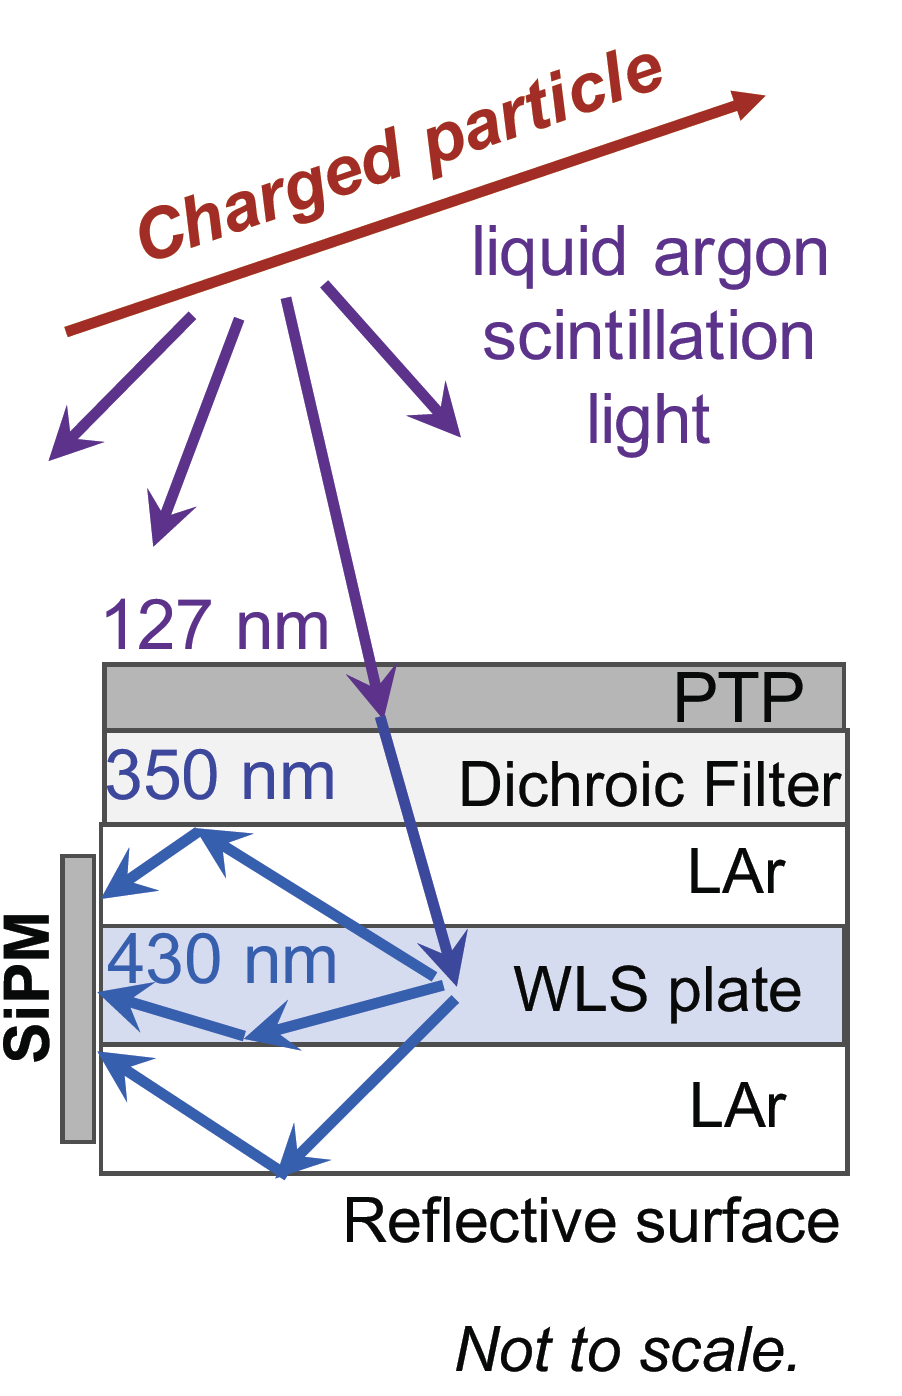 Charged particle
liquid argon
scintillation
light
127 nm
PTP
350 nm
Dichroic Filter
LAr
SiPM
430 nm
WLS plate
LAr
Reflective surface
Not to scale.